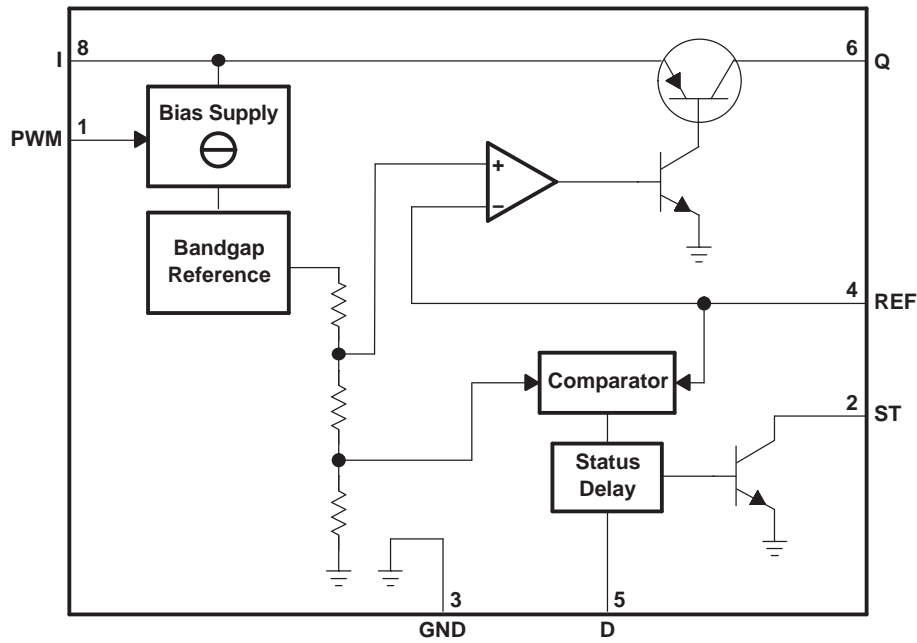 I
8
6
Q
Bias Supply
PWM
1
+
−
Bandgap
Reference
4
REF
Comparator
2
ST
Status
Delay
3
5
GND
D